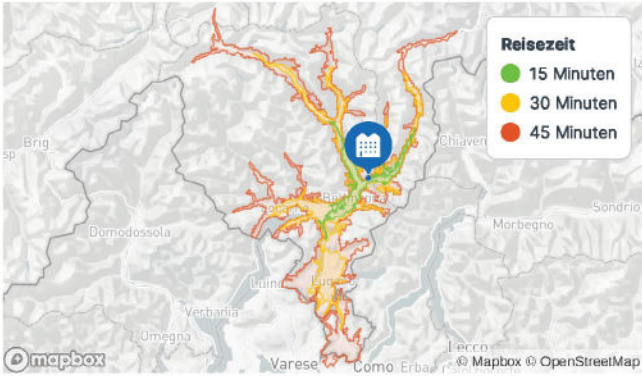 Reisezeit
15 Minuten
30 Minuten
45 Minuten
Brig
sp
Chiavenna
Sondrio
Morbegno
Domodossola
Luino
Verbania
Omegna
Lecco
Varese
Como
Erba
mapbox
© Mapbox © OpenStreetMap